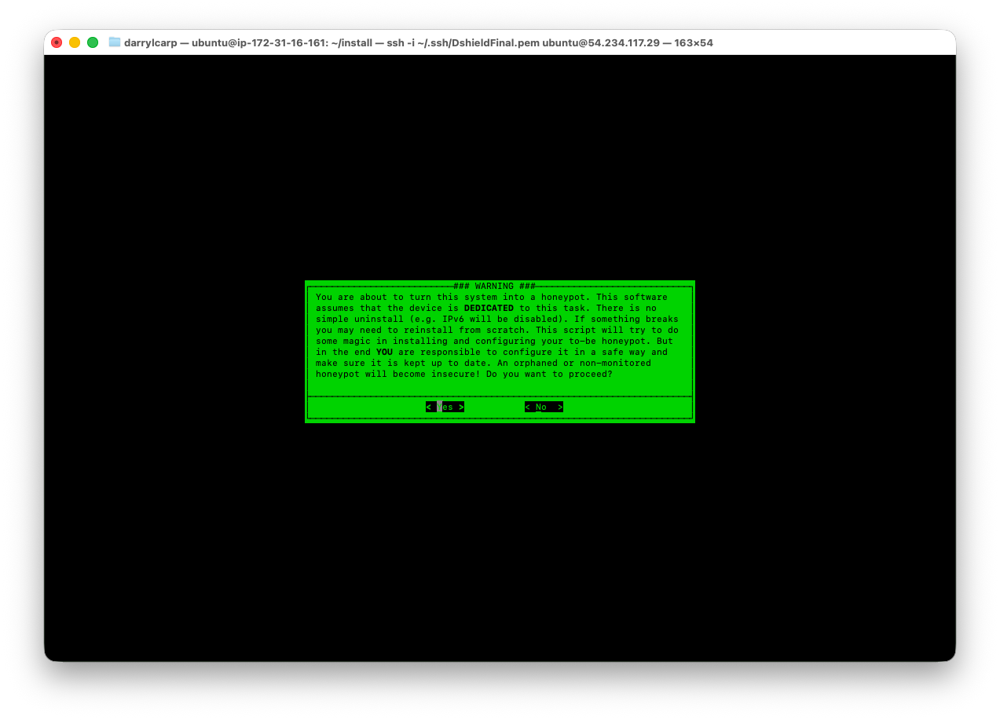 darrylcarp — ubuntu@ip-172-31-16-161: ~/install — ssh -i ~/.ssh/DshieldFinal.pem ubuntu@54.234.117.29 — 163×54
### WARNING ###
You are about to turn this system into a honeypot. This software
assumes that the device is DEDICATED to this task. There is no
simple uninstall (e.g. IPv6 will be disabled). If something breaks
you may need to reinstall from scratch. This script will try to do
some magic in installing and configuring your to-be honeypot. But
in the end YOU are responsible to configure it in a safe way and
make sure it is kept up to date. An orphaned or non-monitored
honeypot will become insecure! Do you want to proceed?
< Yes > < No >